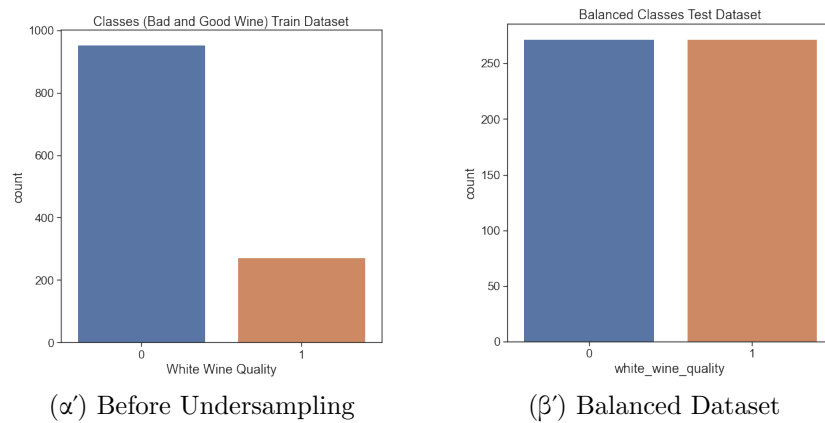 Classes (Bad and Good Wine) Train Dataset
1000
800
600
400
200
0
count
0 1
White Wine Quality
(α′) Before Undersampling
Balanced Classes Test Dataset
250
200
150
100
50
0
count
0 1
white_wine_quality
(β′) Balanced Dataset